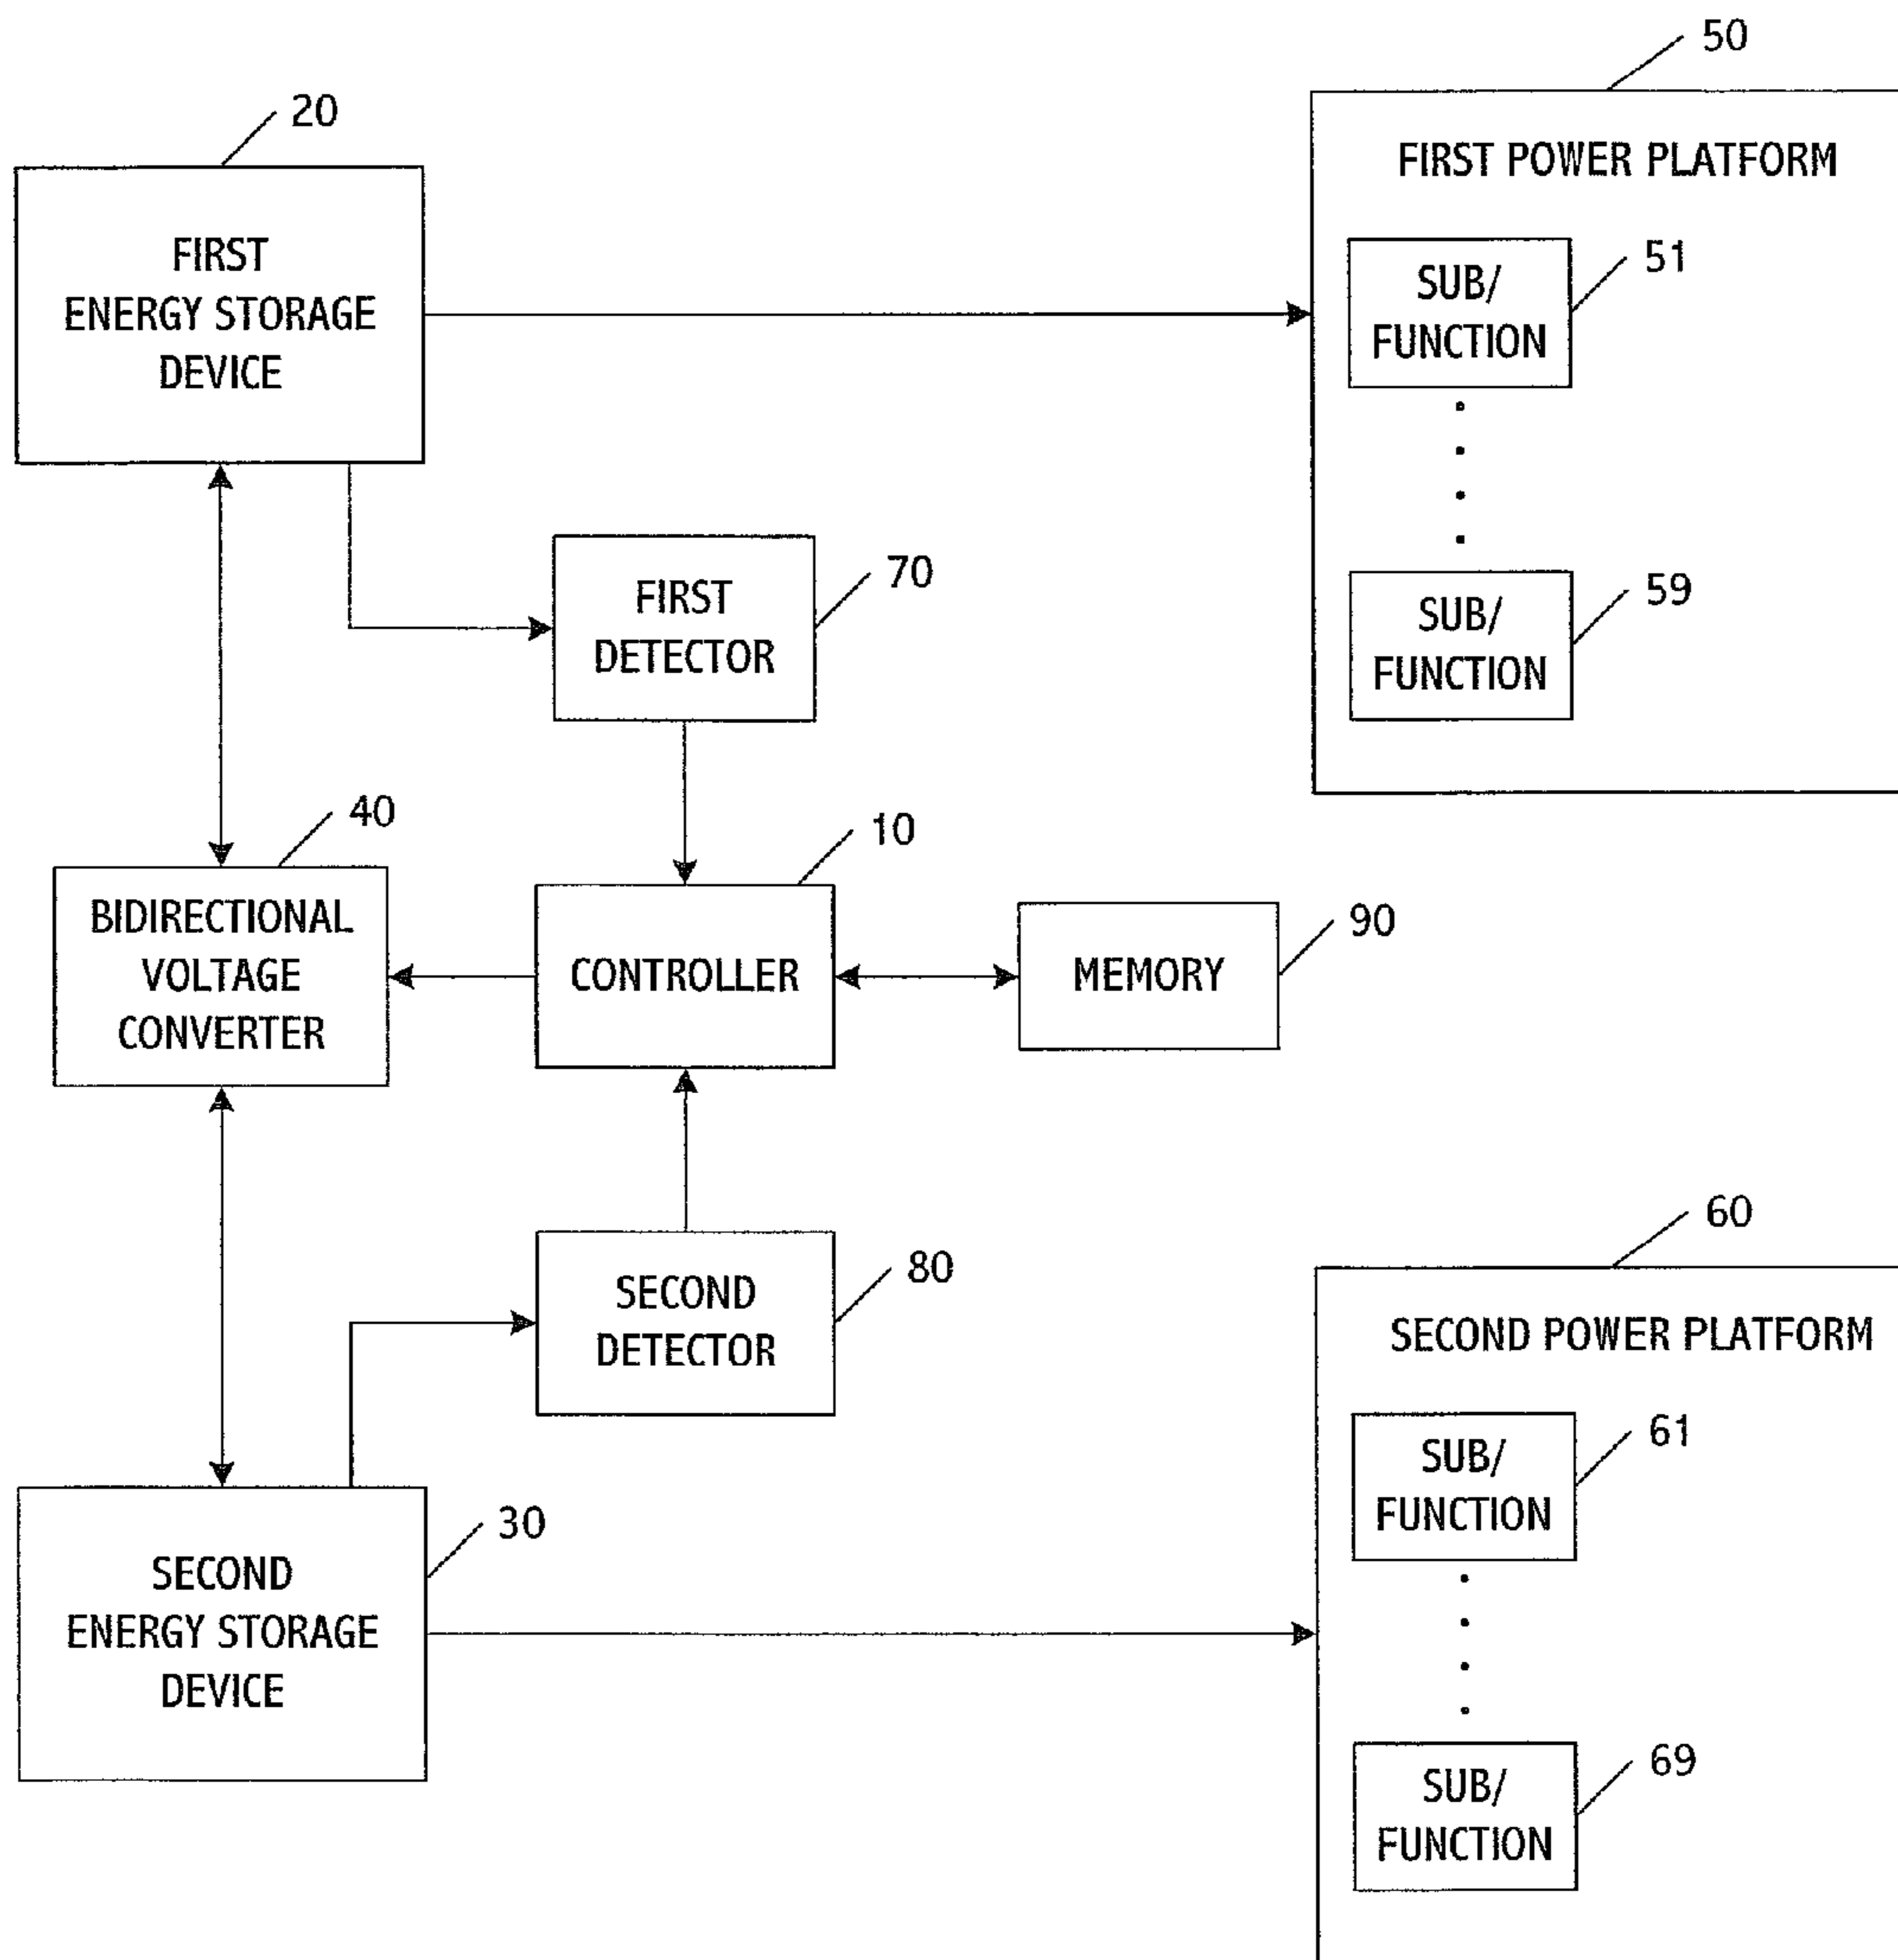 50
20
FIRST POWER PLATFORM
FIRST
ENERGY STORAGE
DEVICE
51
SUB/
FUNCTION
70
FIRST
DETECTOR
59
SUB/
FUNCTION
40
10
BIDIRECTIONAL
VOLTAGE
CONVERTER
CONTROLLER
90
MEMORY
60
80
SECOND
DETECTOR
SECOND POWER PLATFORM
61
SUB/
FUNCTION
30
SECOND
ENERGY STORAGE
DEVICE
69
SUB/
FUNCTION